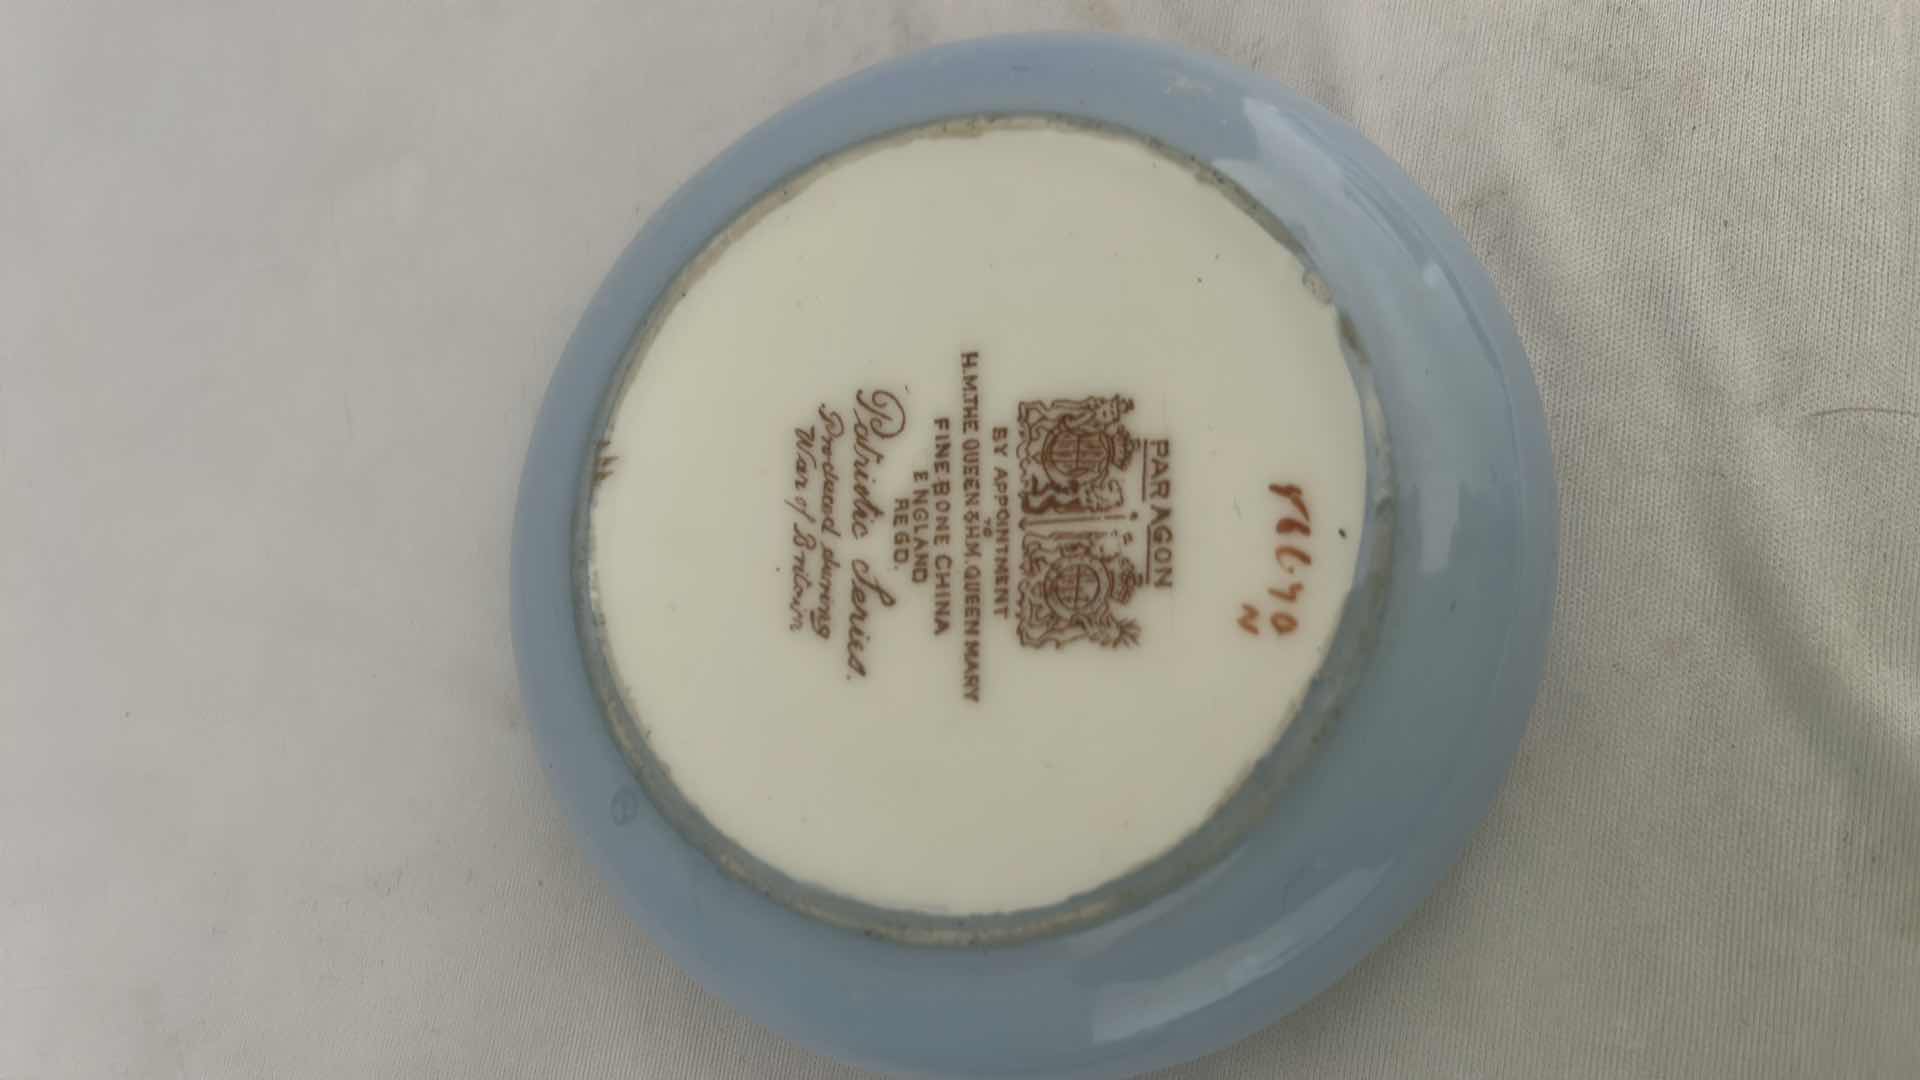 PARAGON
BY APPOINTMENT
TO
H.M. THE QUEEN & H.M. QUEEN MARY
FINE BONE CHINA
ENGLAND
REGD.
Patriotic Series.
Produced during
War of Britain
N